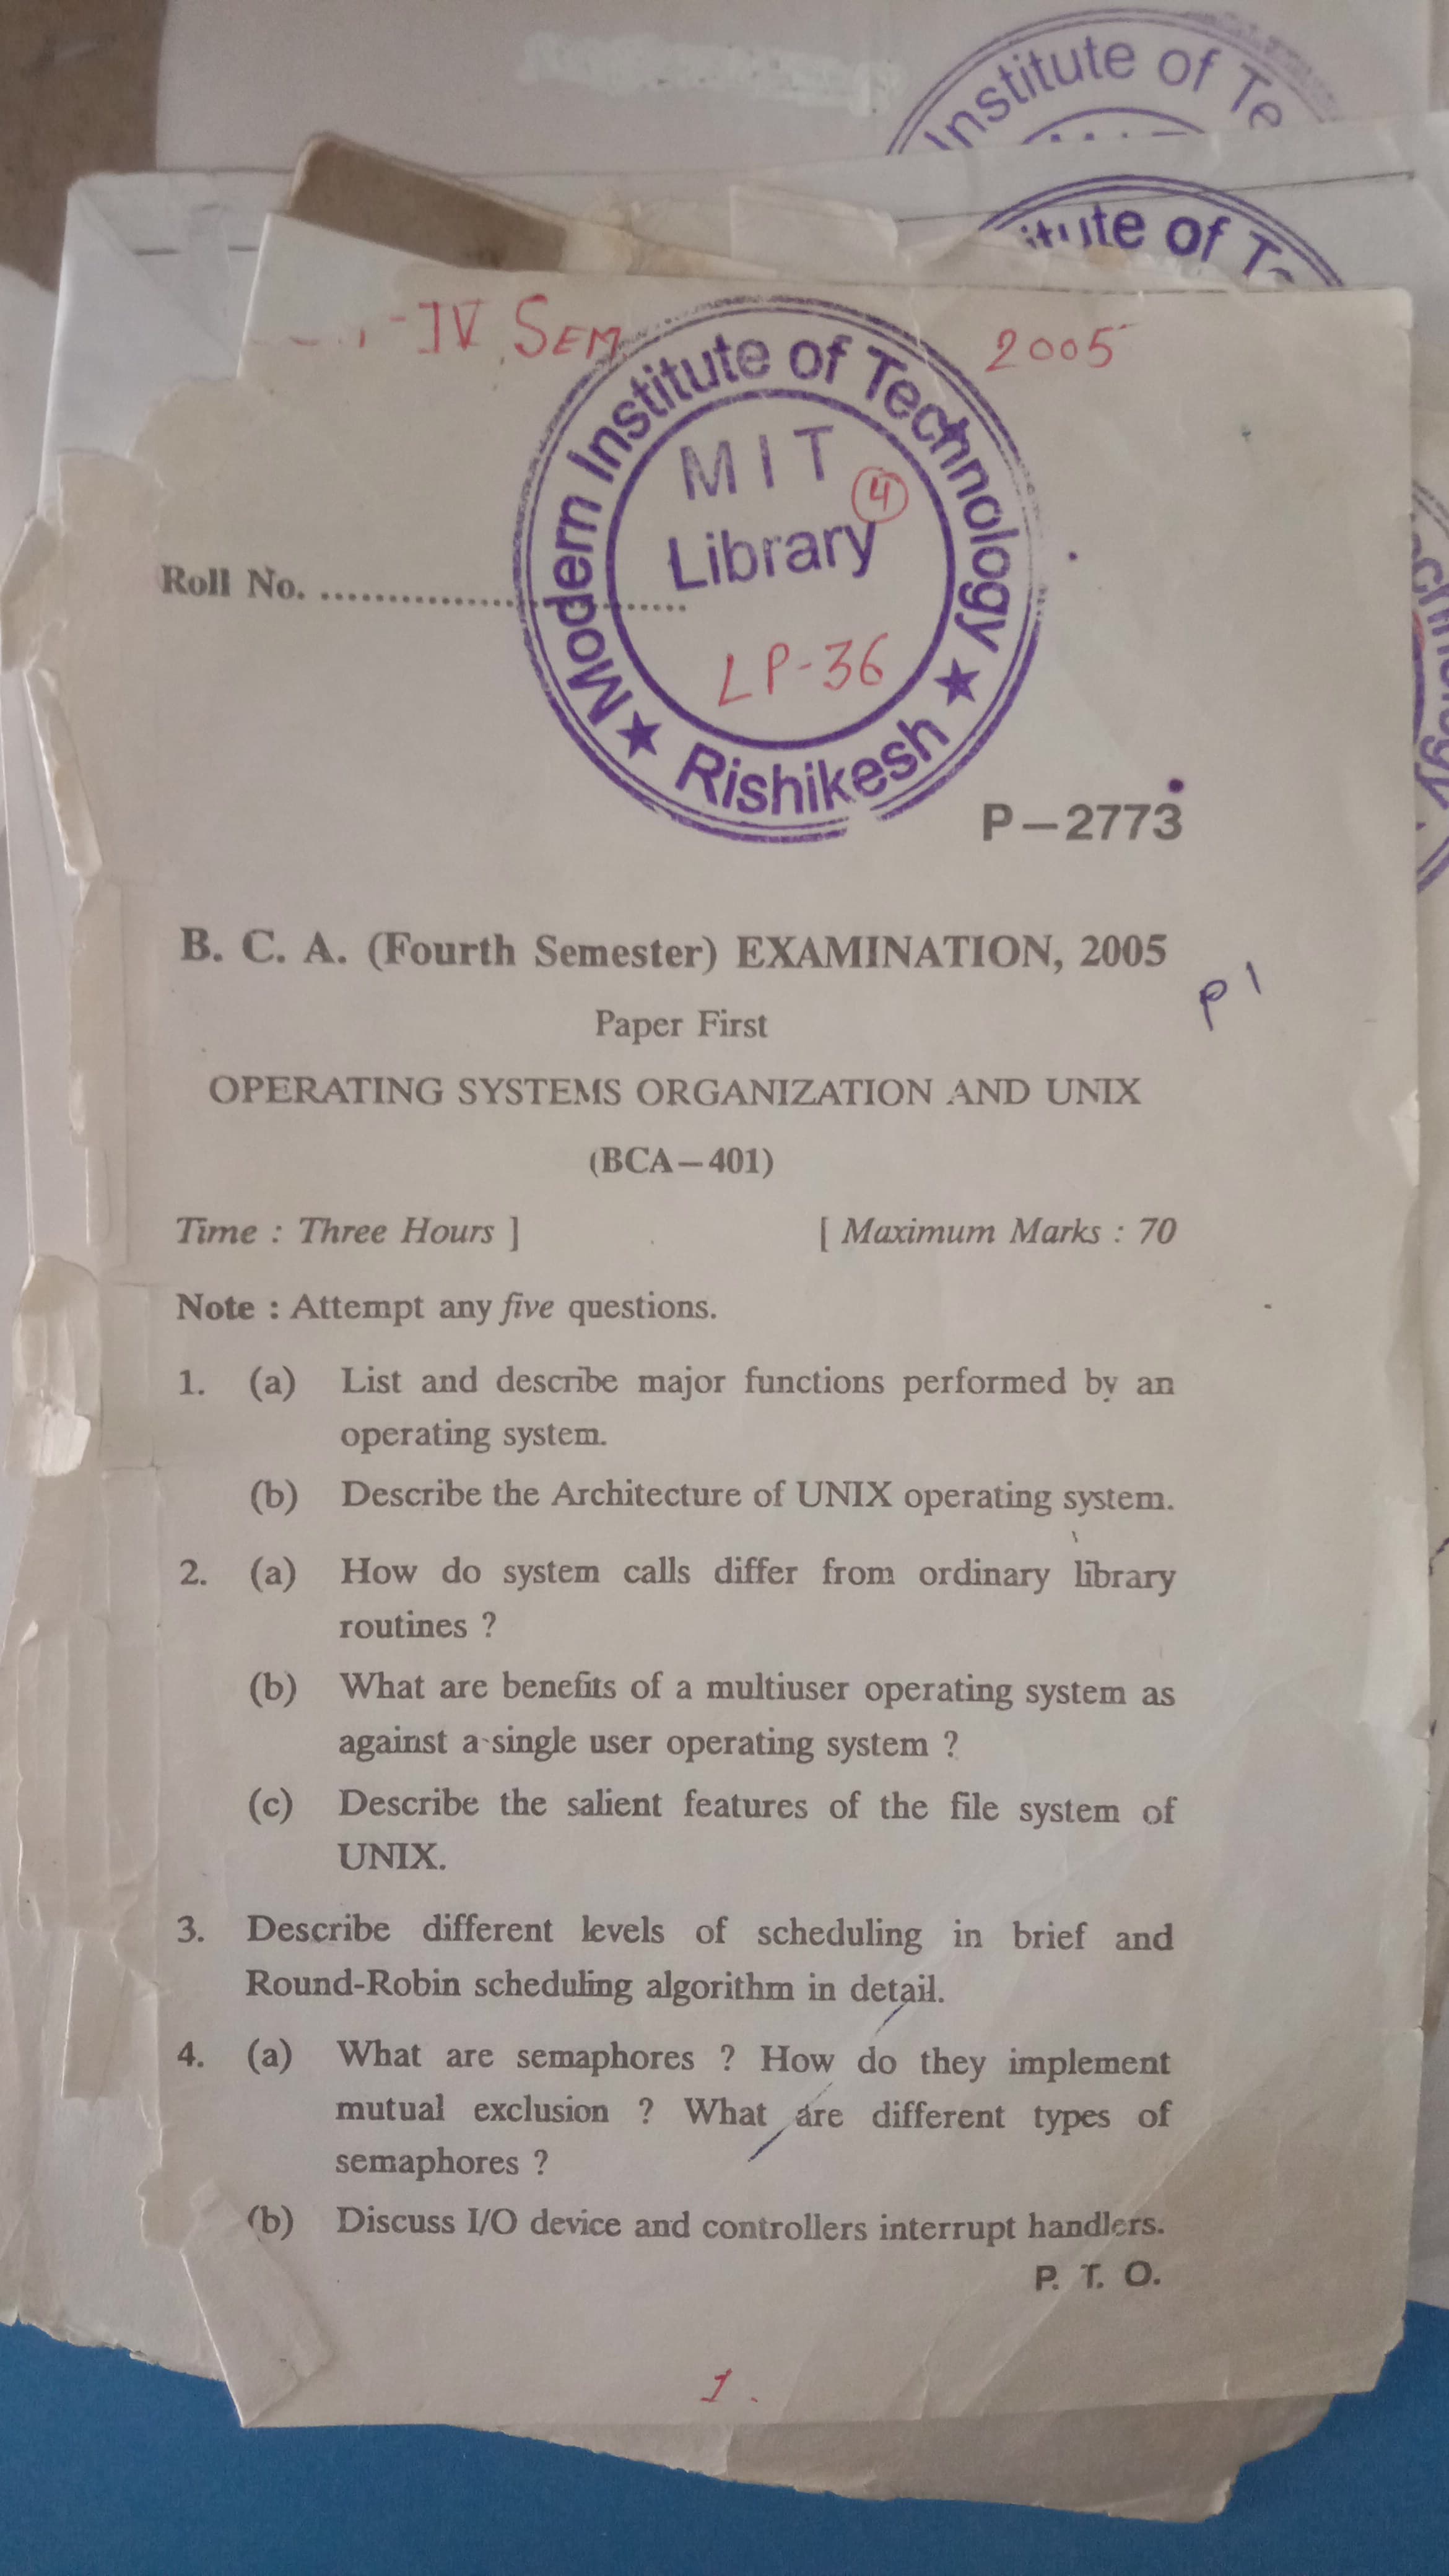 Institute of Te
itute of T
-IV SEM
2005
Modern Institute of Technology
MIT
4
Library
LP-36
★ Rishikesh ★
Roll No. ................................
P—2773
B. C. A. (Fourth Semester) EXAMINATION, 2005
P 1
Paper First
OPERATING SYSTEMS ORGANIZATION AND UNIX
(BCA—401)
Time : Three Hours ] [ Maximum Marks : 70
Note : Attempt any five questions.
1. (a) List and describe major functions performed by an
operating system.
(b) Describe the Architecture of UNIX operating system.
2. (a) How do system calls differ from ordinary library
routines ?
(b) What are benefits of a multiuser operating system as
against a single user operating system ?
(c) Describe the salient features of the file system of
UNIX.
3. Describe different levels of scheduling in brief and
Round-Robin scheduling algorithm in detail.
4. (a) What are semaphores ? How do they implement
mutual exclusion ? What are different types of
semaphores ?
(b) Discuss I/O device and controllers interrupt handlers.
P. T. O.
1.